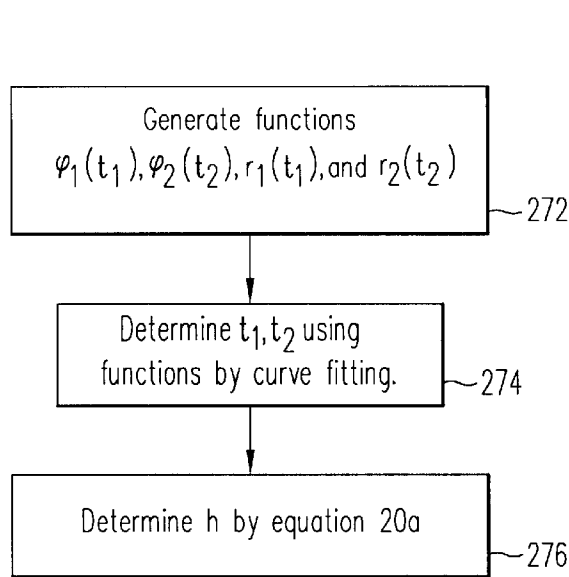 Generate functions
φ₁(t₁), φ₂(t₂), r₁(t₁), and r₂(t₂)
272
Determine t₁, t₂ using
functions by curve fitting.
274
Determine h by equation 20a
276